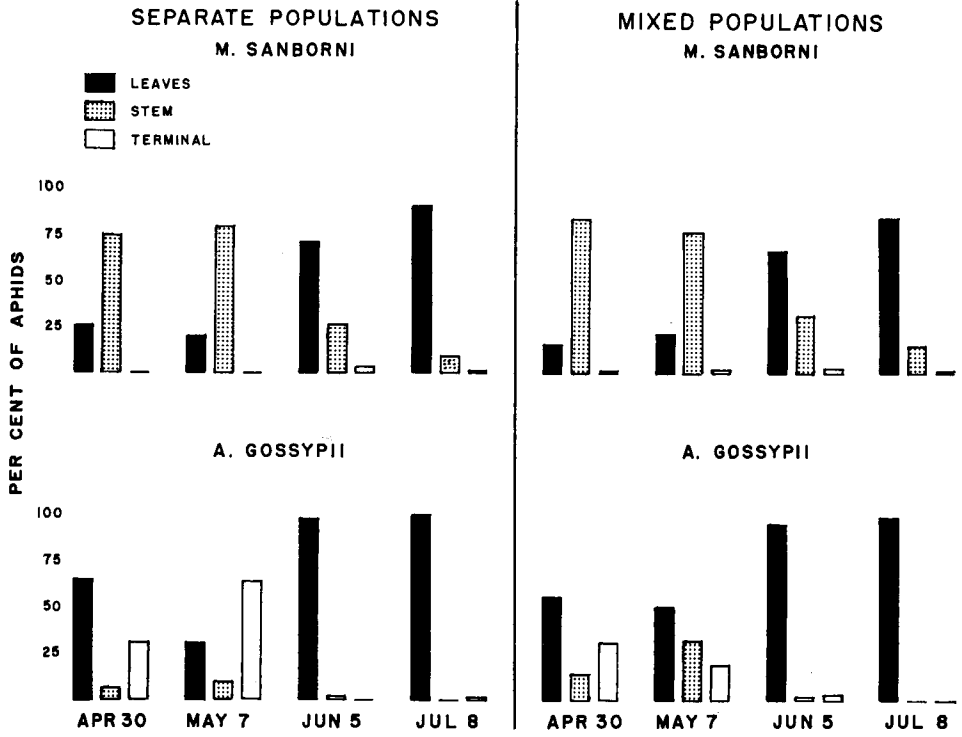 SEPARATE POPULATIONS
M. SANBORNI
LEAVES
STEM
TERMINAL
MIXED POPULATIONS
M. SANBORNI
PER CENT OF APHIDS
100
75
50
25
A. GOSSYPII
A. GOSSYPII
100
75
50
25
APR 30 MAY 7 JUN 5 JUL 8
APR 30 MAY 7 JUN 5 JUL 8